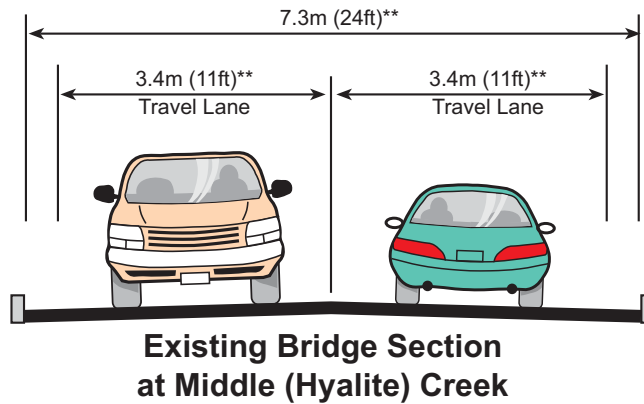 7.3m (24ft)**
3.4m (11ft)** 3.4m (11ft)**
Travel Lane Travel Lane
Existing Bridge Section
at Middle (Hyalite) Creek